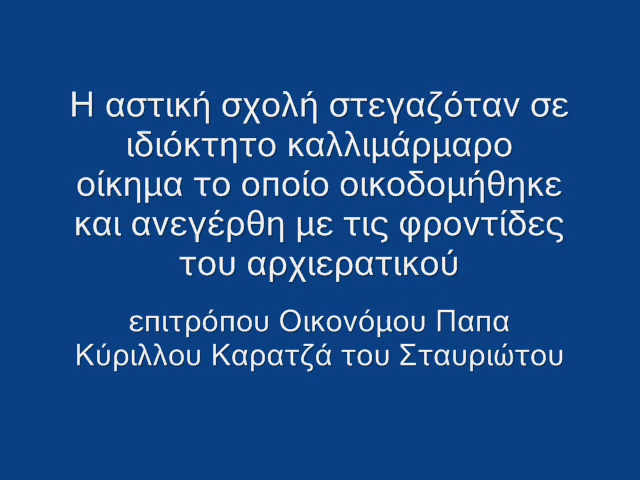 Η αστική σχολή στεγαζόταν σε
ιδιόκτητο καλλιμάρμαρο
οίκημα το οποίο οικοδομήθηκε
και ανεγέρθη με τις φροντίδες
του αρχιερατικού
επιτρόπου Οικονόμου Παπα
Κύριλλου Καρατζά του Σταυριώτου